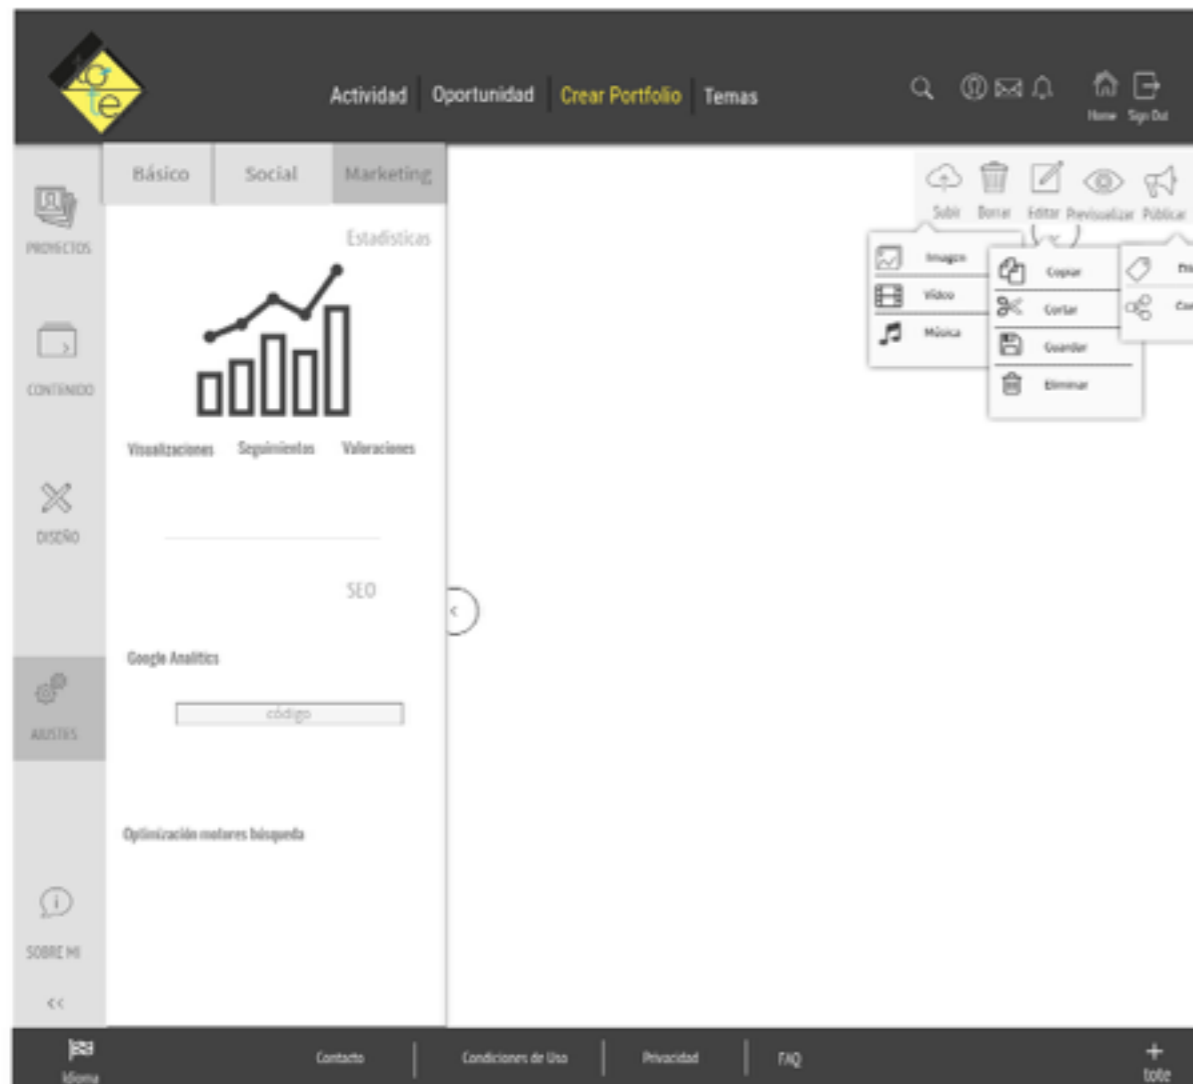 tote
Actividad
Oportunidad
Crear Portfolio
Temas
Home
Sign Out
Básico
Social
Marketing
Subir
Borrar
Editar
Previsualizar
Públicar
PROYECTOS
Estadísticas
Imagen
Vídeo
Música
Copiar
Cortar
Guardar
Eliminar
CONTENIDO
Visualizaciones
Seguimientos
Valoraciones
DISEÑO
SEO
<
Google Analitics
código
AJUSTES
Optimización motores búsqueda
SOBRE MI
<<
Idioma
Contacto
Condiciones de Uso
Privacidad
FAQ
+
tote